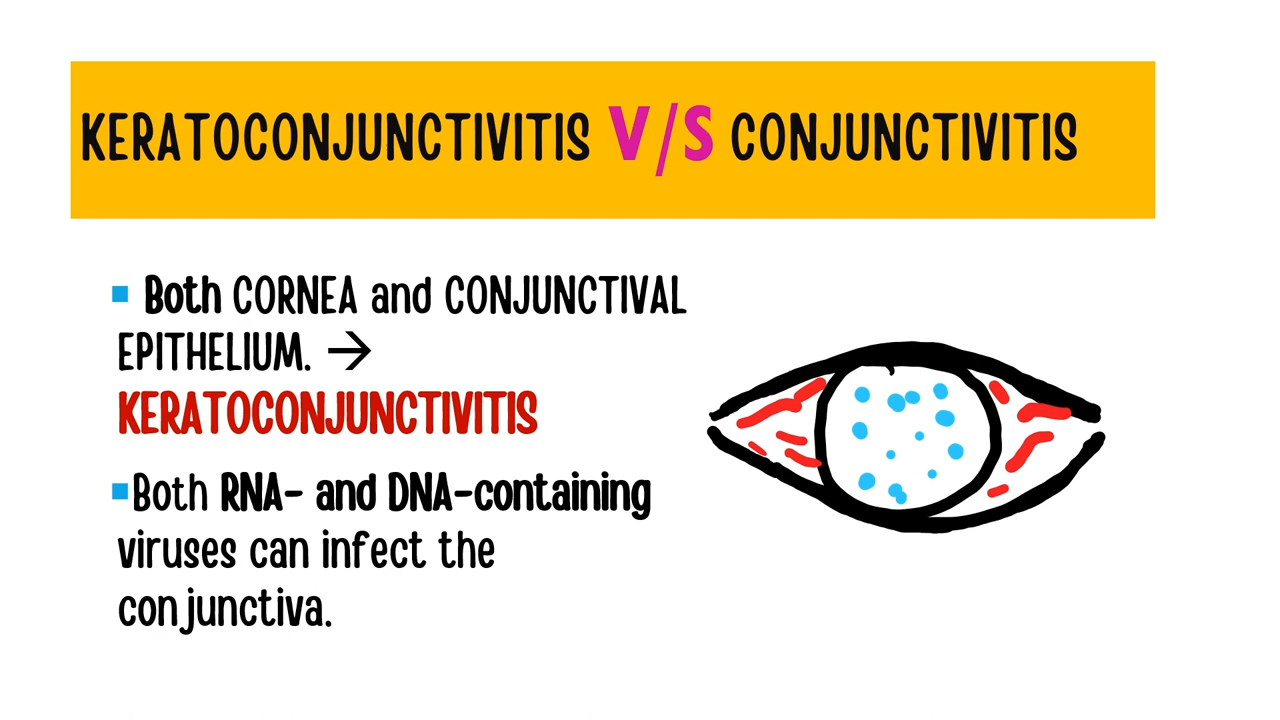 KERATOCONJUNCTIVITIS V/S CONJUNCTIVITIS
Both CORNEA and CONJUNCTIVAL
EPITHELIUM. →
KERATOCONJUNCTIVITIS
Both RNA- and DNA-containing
viruses can infect the
conjunctiva.